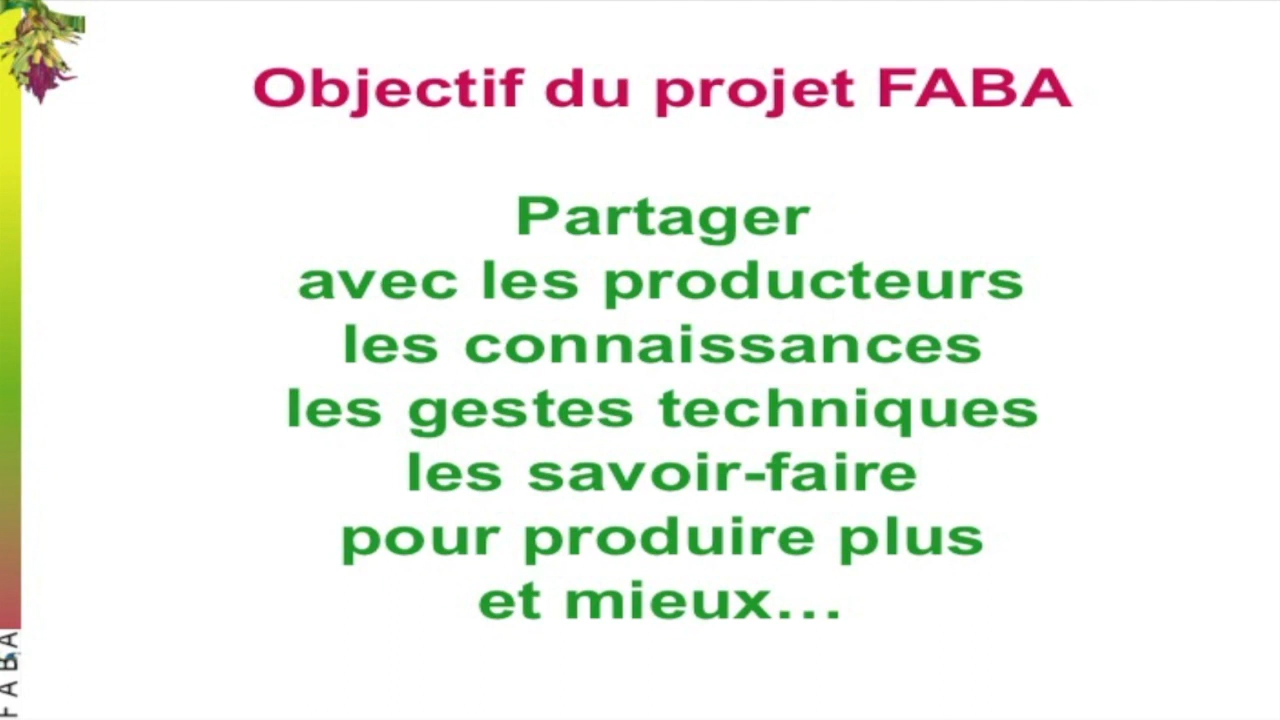 Objectif du projet FABA
Partager
avec les producteurs
les connaissances
les gestes techniques
les savoir-faire
pour produire plus
et mieux...
FABA